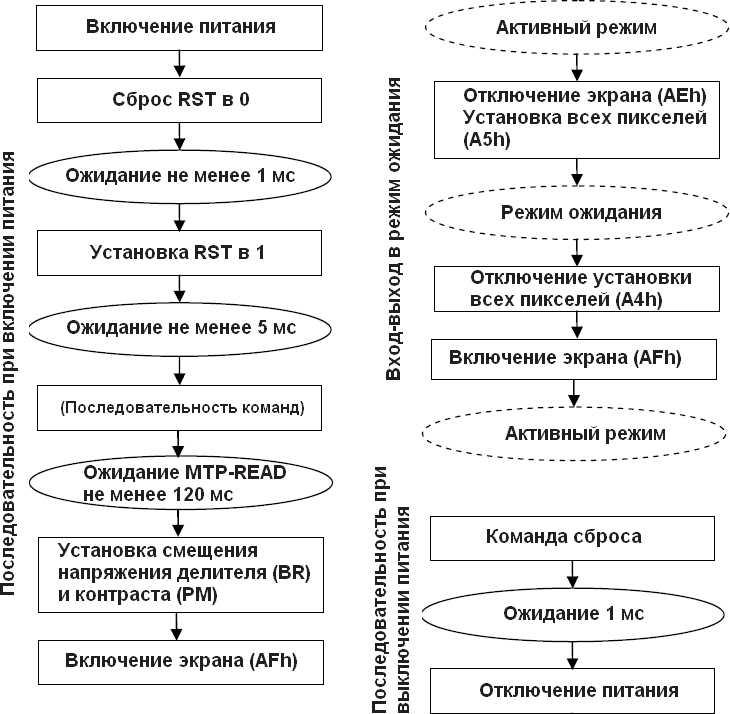 Последовательность при включении питания
Включение питания
Сброс RST в 0
Ожидание не менее 1 мс
Установка RST в 1
Ожидание не менее 5 мс
(Последовательность команд)
Ожидание MTP-READ
не менее 120 мс
Установка смещения
напряжения делителя (BR)
и контраста (PM)
Включение экрана (AFh)
Вход-выход в режим ожидания
Активный режим
Отключение экрана (AEh)
Установка всех пикселей
(A5h)
Режим ожидания
Отключение установки
всех пикселей (A4h)
Включение экрана (AFh)
Активный режим
Последовательность при
выключении питания
Команда сброса
Ожидание 1 мс
Отключение питания